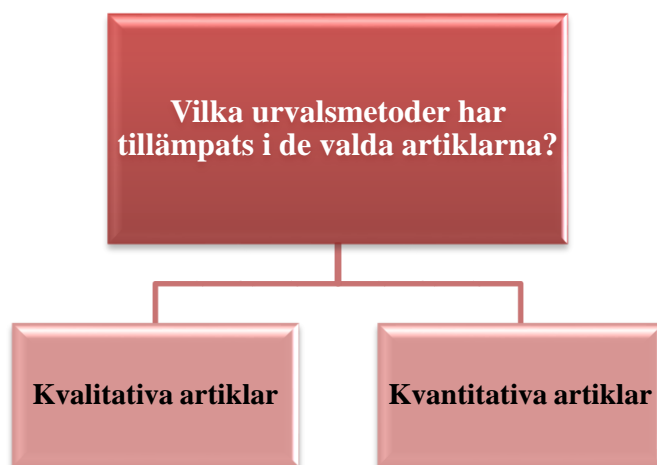 Vilka urvalsmetoder har
tillämpats i de valda artiklarna?
Kvalitativa artiklar
Kvantitativa artiklar